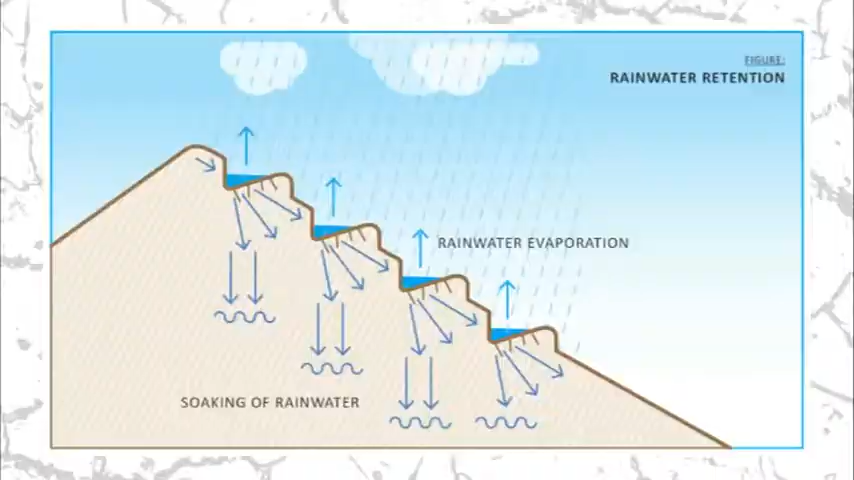 FIGURE:
RAINWATER RETENTION
RAINWATER EVAPORATION
SOAKING OF RAINWATER